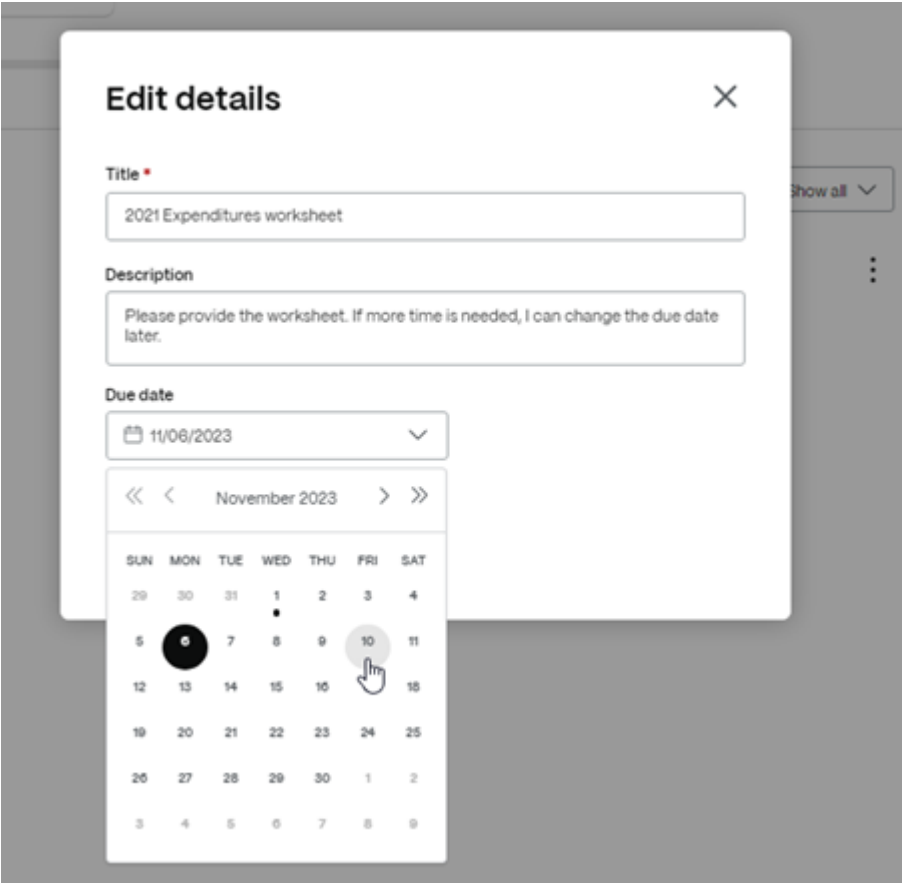 Edit details
Show all
Title *
2021 Expenditures worksheet
Description
Please provide the worksheet. If more time is needed, I can change the due date
later.
Due date
11/06/2023
November 2023
SUN MON TUE WED THU FRI SAT
29 30 31 1 2 3 4
5 6 7 8 9 10 11
12 13 14 15 16 18
19 20 21 22 23 24 25
26 27 28 29 30 1 2
3 4 5 6 7 8 9